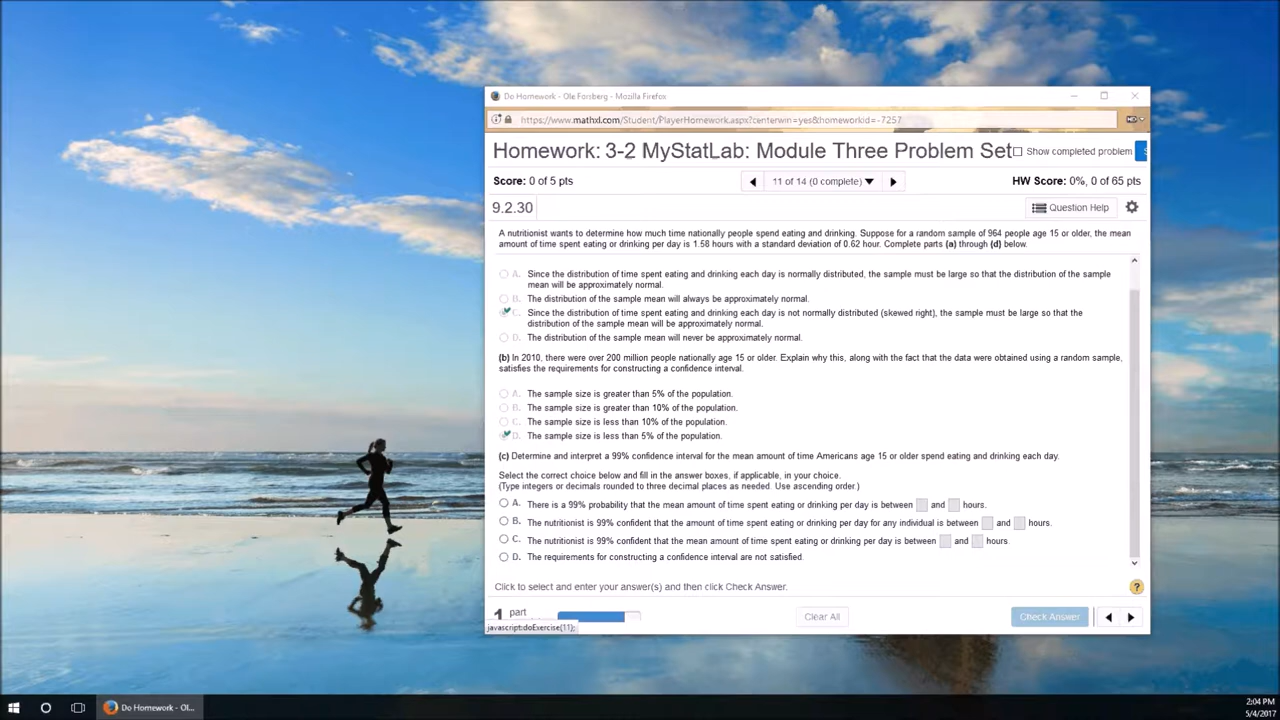 Do Homework - Ole Forsberg - Mozilla Firefox
https://www.mathxl.com/Student/PlayerHomework.aspx?centerwin=yes&homeworkid=-7257
Homework: 3-2 MyStatLab: Module Three Problem Set
Show completed problem
Score: 0 of 5 pts
11 of 14 (0 complete)
HW Score: 0%, 0 of 65 pts
9.2.30
Question Help
A nutritionist wants to determine how much time nationally people spend eating and drinking. Suppose for a random sample of 964 people age 15 or older, the mean
amount of time spent eating or drinking per day is 1.58 hours with a standard deviation of 0.62 hour. Complete parts (a) through (d) below.
A. Since the distribution of time spent eating and drinking each day is normally distributed, the sample must be large so that the distribution of the sample
mean will be approximately normal.
B. The distribution of the sample mean will always be approximately normal.
C. Since the distribution of time spent eating and drinking each day is not normally distributed (skewed right), the sample must be large so that the
distribution of the sample mean will be approximately normal.
D. The distribution of the sample mean will never be approximately normal.
(b) In 2010, there were over 200 million people nationally age 15 or older. Explain why this, along with the fact that the data were obtained using a random sample,
satisfies the requirements for constructing a confidence interval.
A. The sample size is greater than 5% of the population.
B. The sample size is greater than 10% of the population.
C. The sample size is less than 10% of the population.
D. The sample size is less than 5% of the population.
(c) Determine and interpret a 99% confidence interval for the mean amount of time Americans age 15 or older spend eating and drinking each day.
Select the correct choice below and fill in the answer boxes, if applicable, in your choice.
(Type integers or decimals rounded to three decimal places as needed. Use ascending order.)
A. There is a 99% probability that the mean amount of time spent eating or drinking per day is between and hours.
B. The nutritionist is 99% confident that the amount of time spent eating or drinking per day for any individual is between and hours.
C. The nutritionist is 99% confident that the mean amount of time spent eating or drinking per day is between and hours.
D. The requirements for constructing a confidence interval are not satisfied.
Click to select and enter your answer(s) and then click Check Answer.
?
1 part
Clear All
Check Answer
javascript:doExercise(11);
Do Homework - Ol...
2:04 PM
5/4/2017